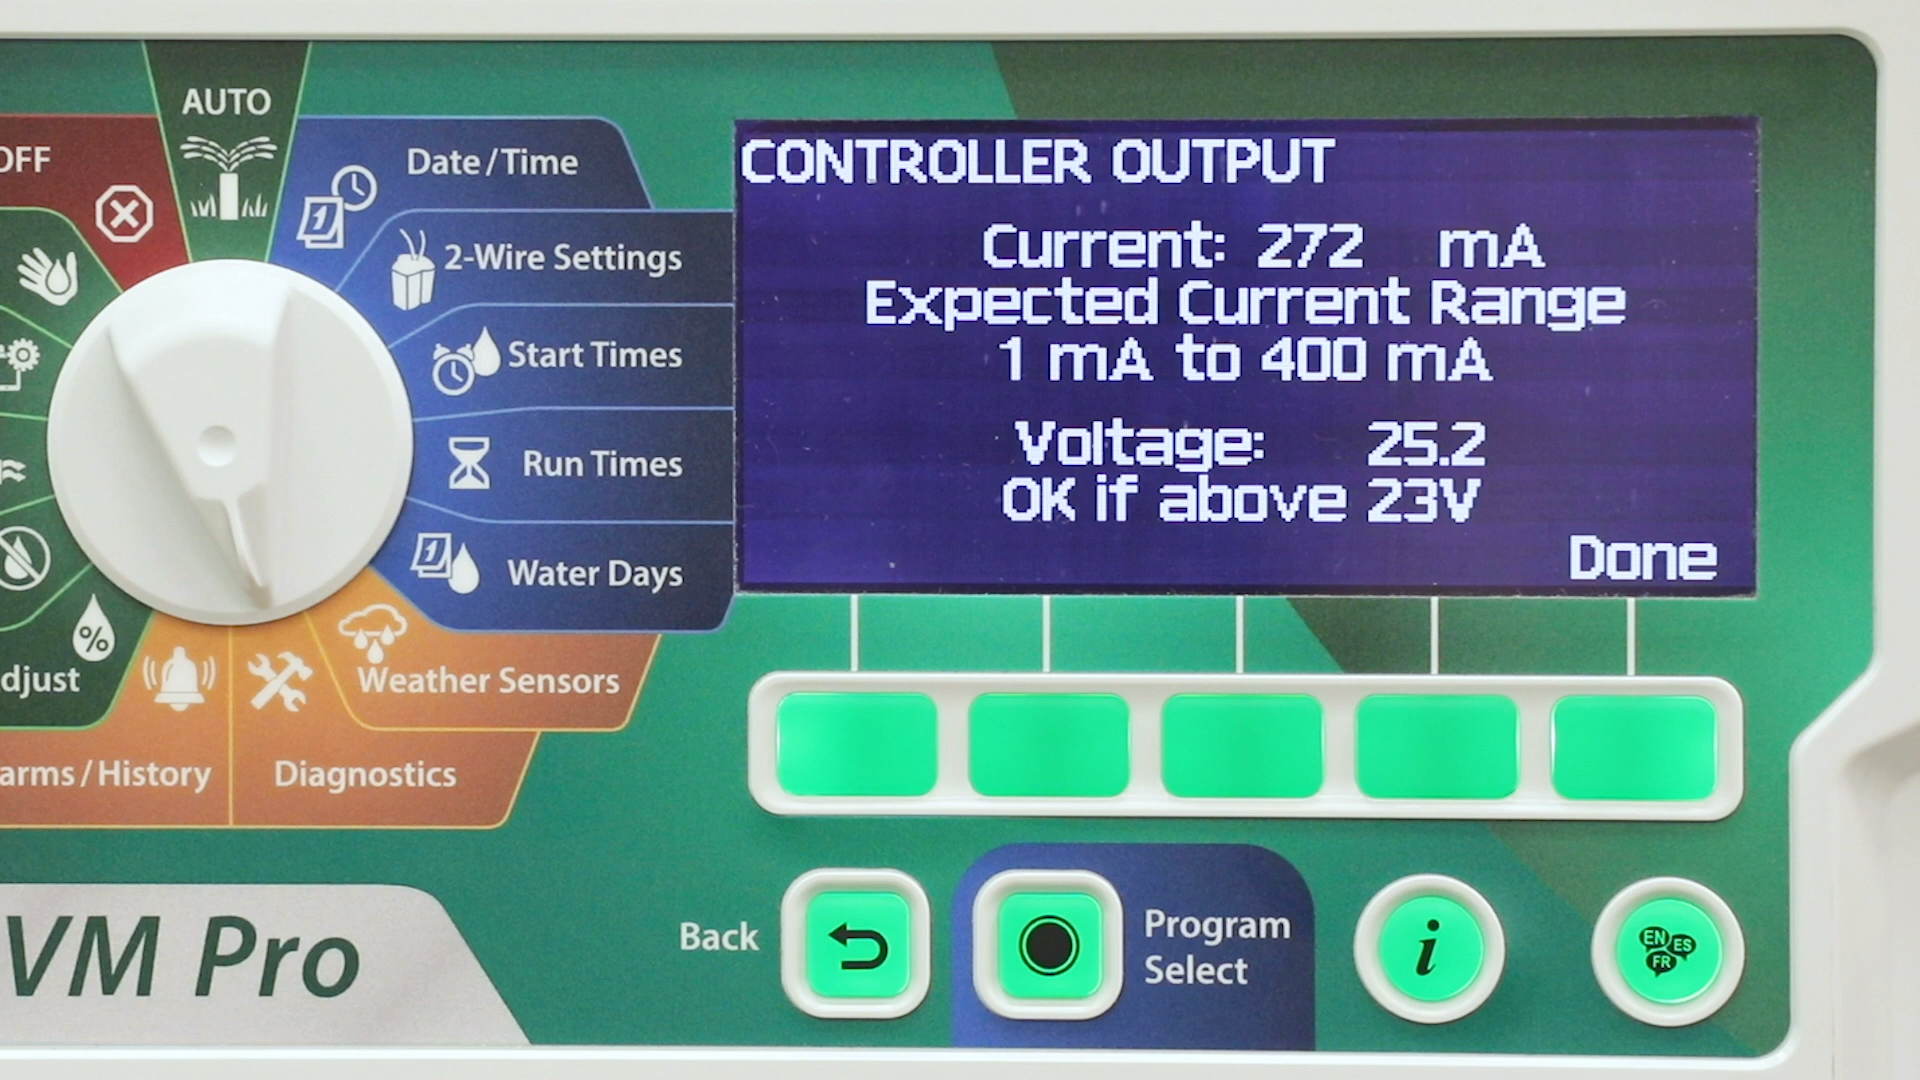 AUTO
OFF
Date/Time
1
2-Wire Settings
Start Times
Run Times
1
Water Days
%
djust
Weather Sensors
arms/History
Diagnostics
VM Pro
CONTROLLER OUTPUT
Current: 272 mA
Expected Current Range
1 mA to 400 mA
Voltage: 25.2
OK if above 23V
Done
Back
Program
Select
i
EN
ES
FR